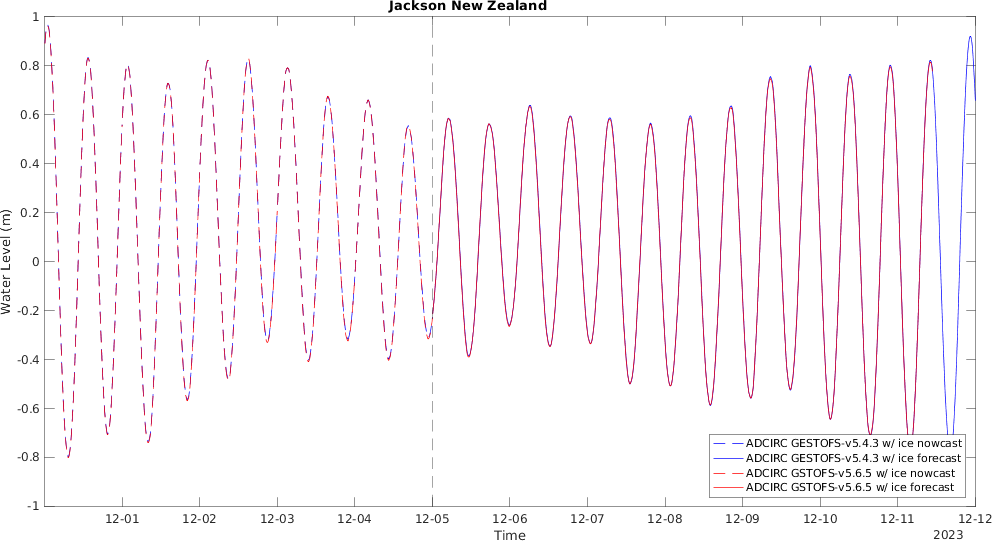 Jackson New Zealand
1
0.8
0.6
0.4
0.2
0
-0.2
-0.4
-0.6
-0.8
-1
Water Level (m)
ADCIRC GESTOFS-v5.4.3 w/ ice nowcast
ADCIRC GESTOFS-v5.4.3 w/ ice forecast
ADCIRC GSTOFS-v5.6.5 w/ ice nowcast
ADCIRC GSTOFS-v5.6.5 w/ ice forecast
12-01 12-02 12-03 12-04 12-05 12-06 12-07 12-08 12-09 12-10 12-11 12-12
Time
2023